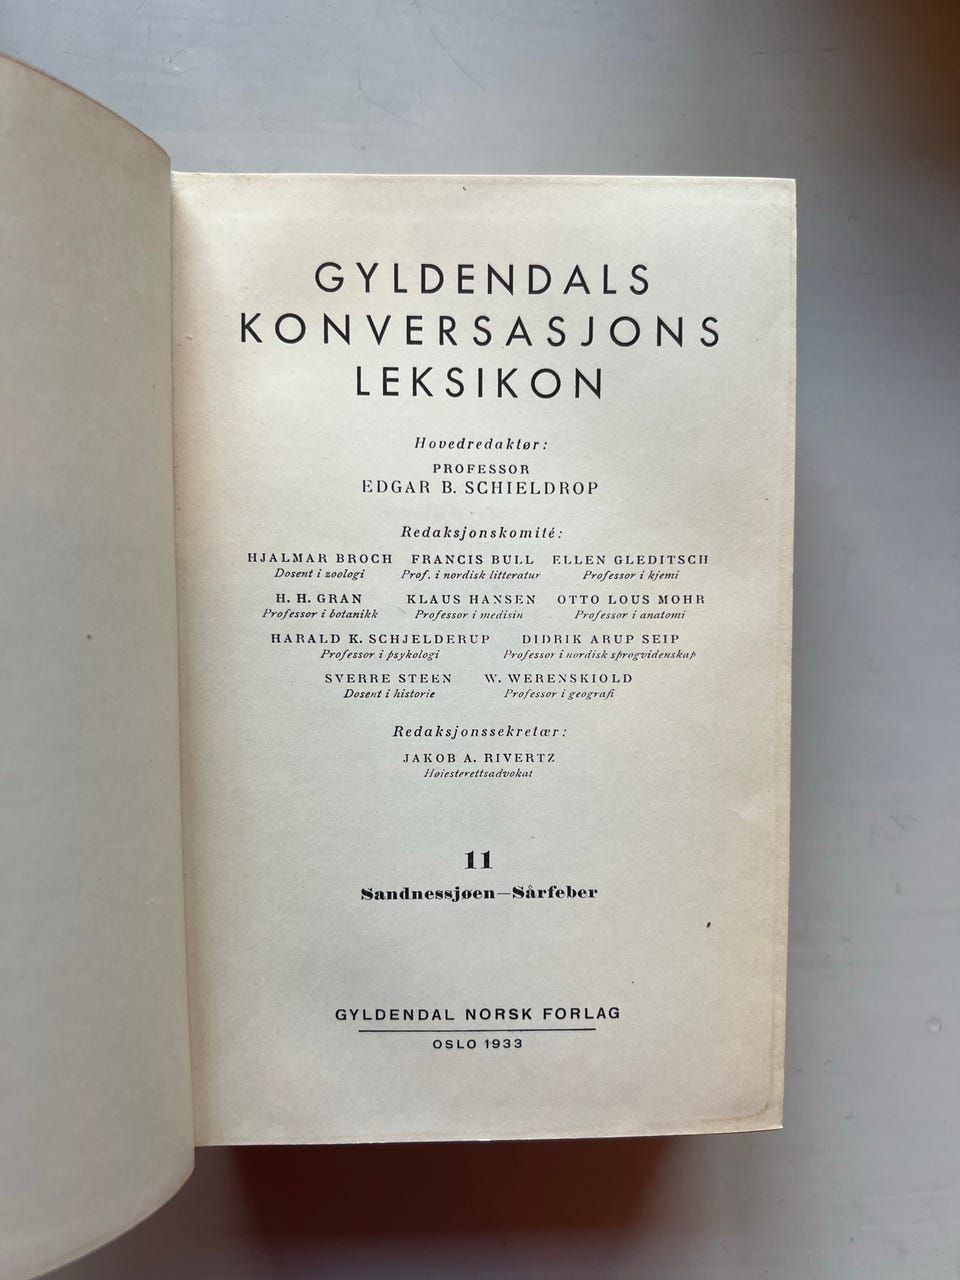 GYLDENDALS
KONVERSASJONS
LEKSIKON
Hovedredaktør:
PROFESSOR
EDGAR B. SCHIELDROP
Redaksjonskomité:
HJALMAR BROCH FRANCIS BULL ELLEN GLEDITSCH
Dosent i zoologi Prof. i nordisk litteratur Professor i kjemi
H. H. GRAN KLAUS HANSEN OTTO LOUS MOHR
Professor i botanikk Professor i medisin Professor i anatomi
HARALD K. SCHJELDERUP DIDRIK ARUP SEIP
Professor i psykologi Professor i nordisk sprogvidenskap
SVERRE STEEN W. WERENSKIOLD
Dosent i historie Professor i geografi
Redaksjonssekretær:
JAKOB A. RIVERTZ
Høiesterettsadvokat
11
Sandnessjøen—Sårfeber
GYLDENDAL NORSK FORLAG
OSLO 1933